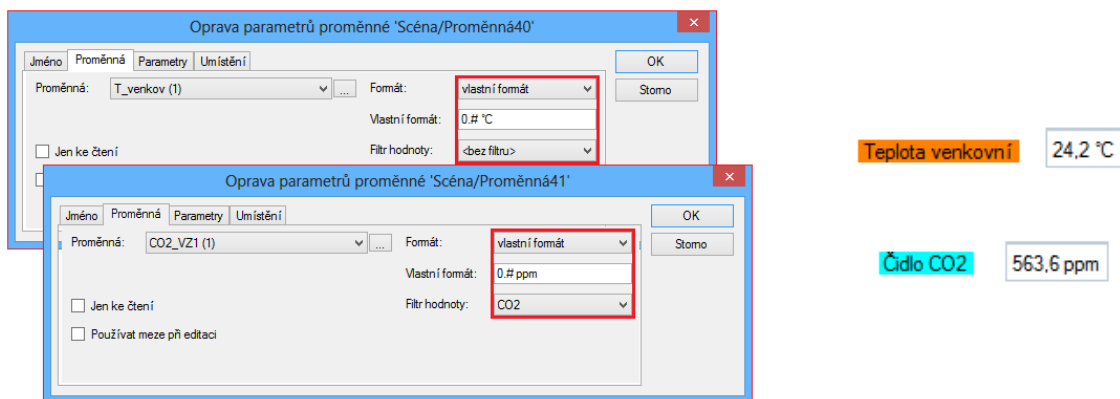 Oprava parametrů proměnné 'Scéna/Proměnná40'
Jméno Proměnná Parametry Umístění
OK
Proměnná: T_venkov (1) ... Formát: vlastní formát
Storno
Vlastní formát: 0.# °C
Jen ke čtení
Filtr hodnoty: <bez filtru>
Oprava parametrů proměnné 'Scéna/Proměnná41'
Jméno Proměnná Parametry Umístění
OK
Proměnná: CO2_VZ1 (1) ... Formát: vlastní formát
Storno
Vlastní formát: 0.# ppm
Jen ke čtení
Filtr hodnoty: CO2
Používat meze při editaci
Teplota venkovní 24,2 °C
Čidlo CO2 563,6 ppm